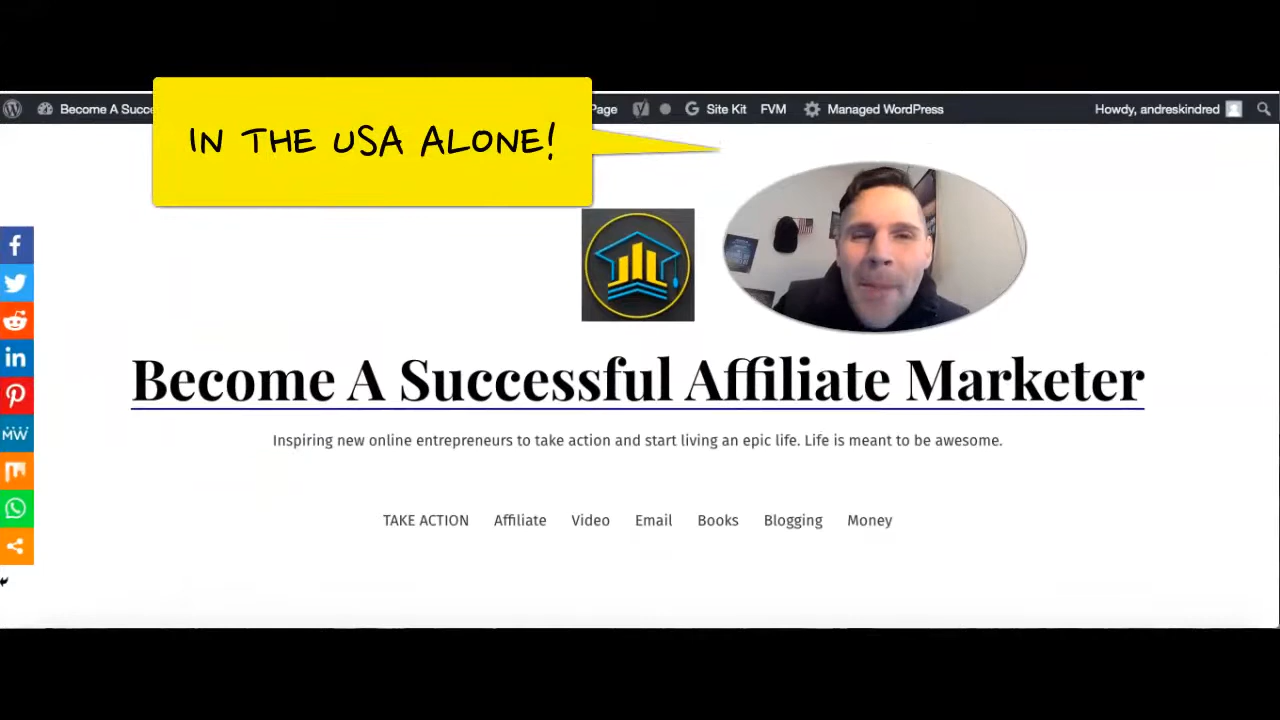 Become A Succe
Page
Site Kit
FVM
Managed WordPress
Howdy, andreskindred
IN THE USA ALONE!
Become A Successful Affiliate Marketer
Inspiring new online entrepreneurs to take action and start living an epic life. Life is meant to be awesome.
TAKE ACTION Affiliate Video Email Books Blogging Money